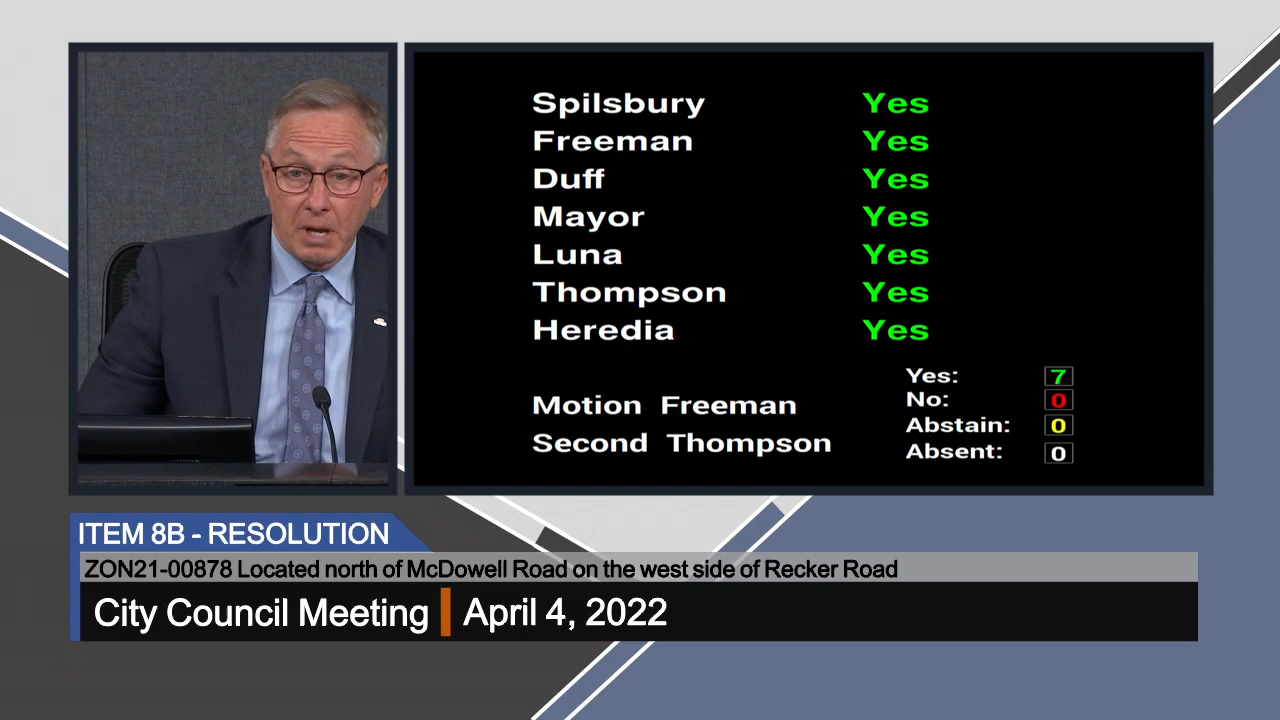 Spilsbury Yes
Freeman Yes
Duff Yes
Mayor Yes
Luna Yes
Thompson Yes
Heredia Yes
Motion Freeman
Second Thompson
Yes: 7
No: 0
Abstain: 0
Absent: 0
ITEM 8B - RESOLUTION
ZON21-00878 Located north of McDowell Road on the west side of Recker Road
City Council Meeting April 4, 2022